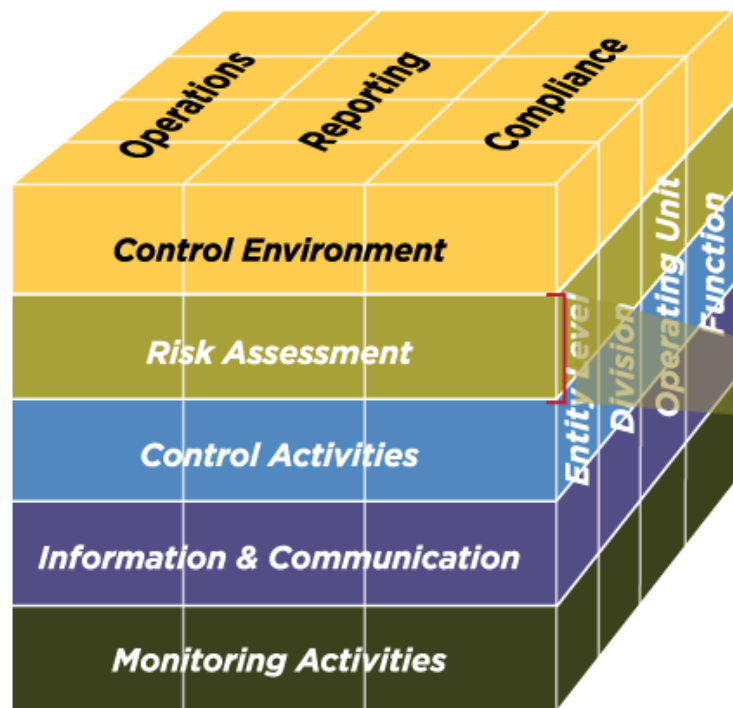 Operations
Reporting
Compliance
Control Environment
Risk Assessment
Control Activities
Information & Communication
Monitoring Activities
Entity Level
Division
Operating Unit
Function